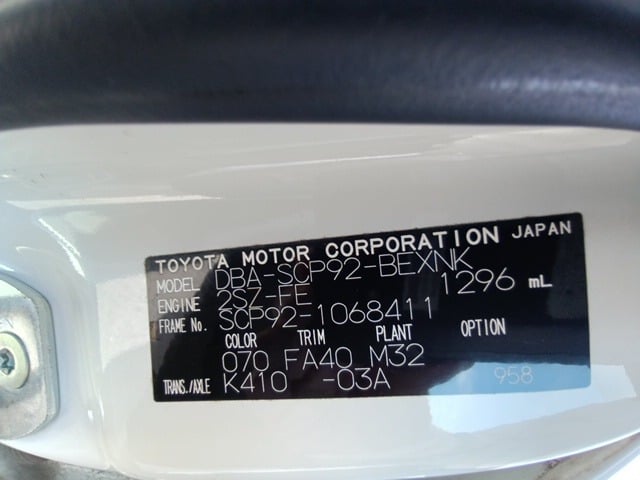 TOYOTA MOTOR CORPORATION JAPAN
MODEL DBA-SCP92-BEXNK
ENGINE 2SZ-FE 1296 mL
FRAME No. SCP92-1068411
COLOR TRIM PLANT OPTION
070 FA40 M32
TRANS./AXLE K410 -03A 958